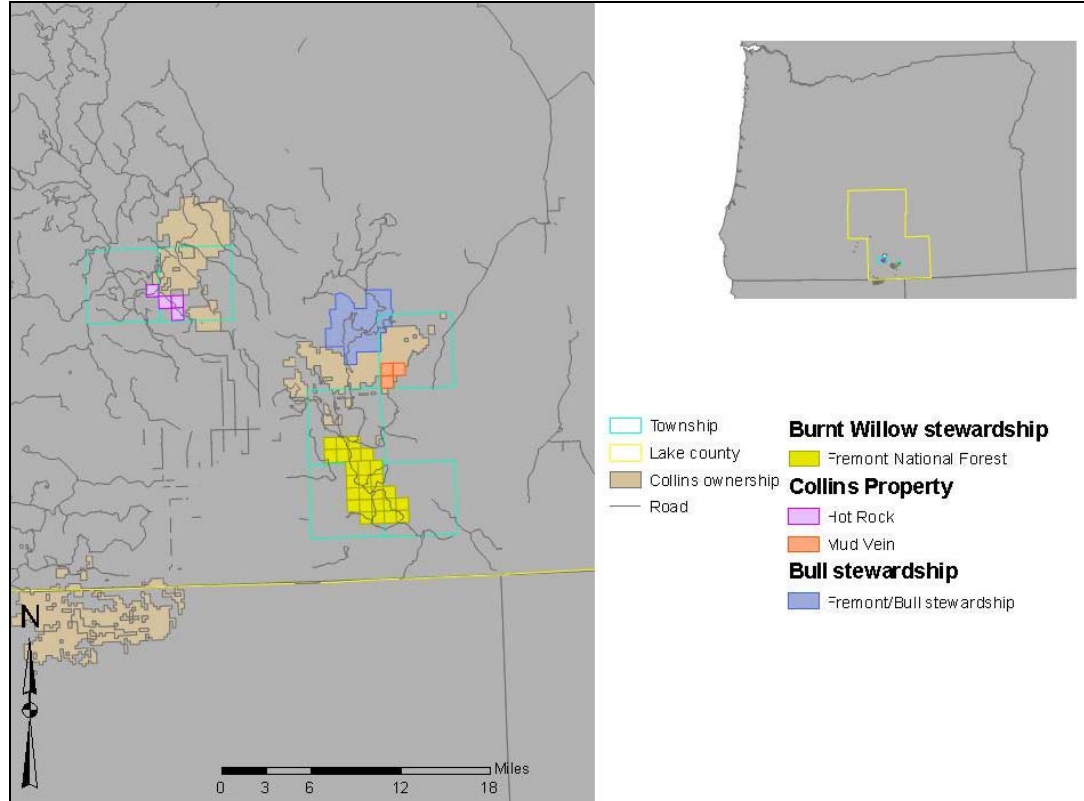 Township
Lake county
Collins ownership
Road
Burnt Willow stewardship
Fremont National Forest
Collins Property
Hot Rock
Mud Vein
Bull stewardship
Fremont/Bull stewardship
N
Miles
0 3 6 12 18